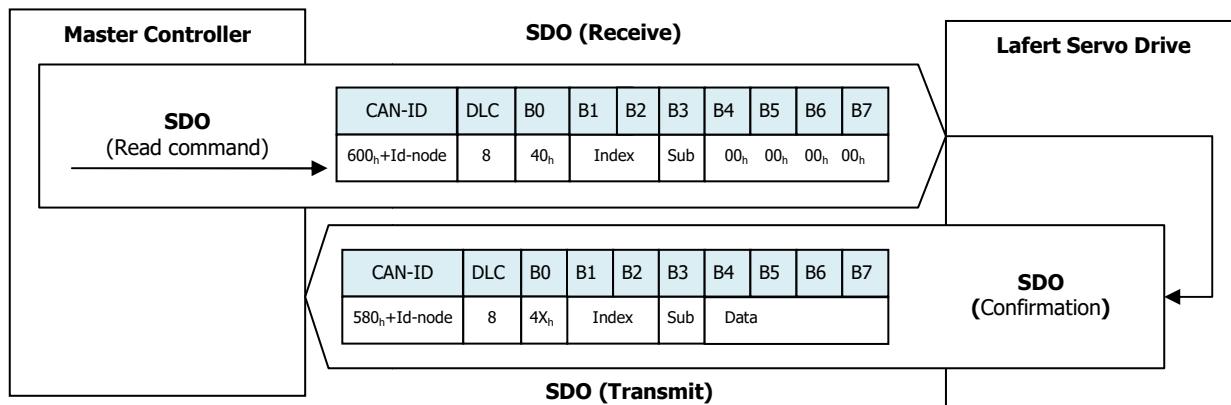 Master Controller
SDO (Receive)
Lafert Servo Drive
SDO
(Read command)
CAN-ID DLC B0 B1 B2 B3 B4 B5 B6 B7
600h+Id-node 8 40h Index Sub 00h 00h 00h 00h
CAN-ID DLC B0 B1 B2 B3 B4 B5 B6 B7
580h+Id-node 8 4Xh Index Sub Data
SDO
(Confirmation)
SDO (Transmit)